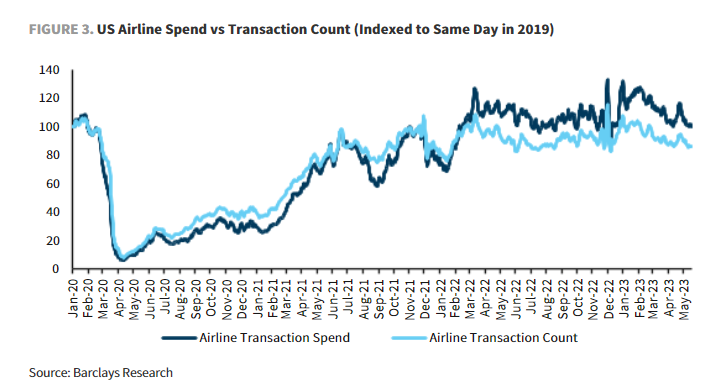 FIGURE 3. US Airline Spend vs Transaction Count (Indexed to Same Day in 2019)
140
120
100
80
60
40
20
0
Jan-20 Feb-20 Mar-20 Apr-20 May-20 Jun-20 Jul-20 Aug-20 Sep-20 Oct-20 Nov-20 Dec-20 Jan-21 Feb-21 Mar-21 Apr-21 May-21 Jun-21 Jul-21 Aug-21 Sep-21 Oct-21 Nov-21 Dec-21 Jan-22 Feb-22 Mar-22 Apr-22 May-22 Jun-22 Jul-22 Aug-22 Sep-22 Oct-22 Nov-22 Dec-22 Jan-23 Feb-23 Mar-23 Apr-23 May-23
Airline Transaction Spend Airline Transaction Count
Source: Barclays Research